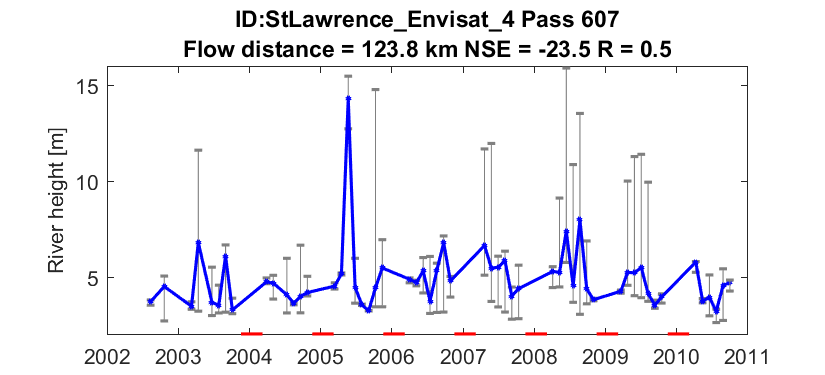 ID:StLawrence_Envisat_4 Pass 607
Flow distance = 123.8 km NSE = -23.5 R = 0.5
16
15
10
5
River height [m]
2002 2003 2004 2005 2006 2007 2008 2009 2010 2011